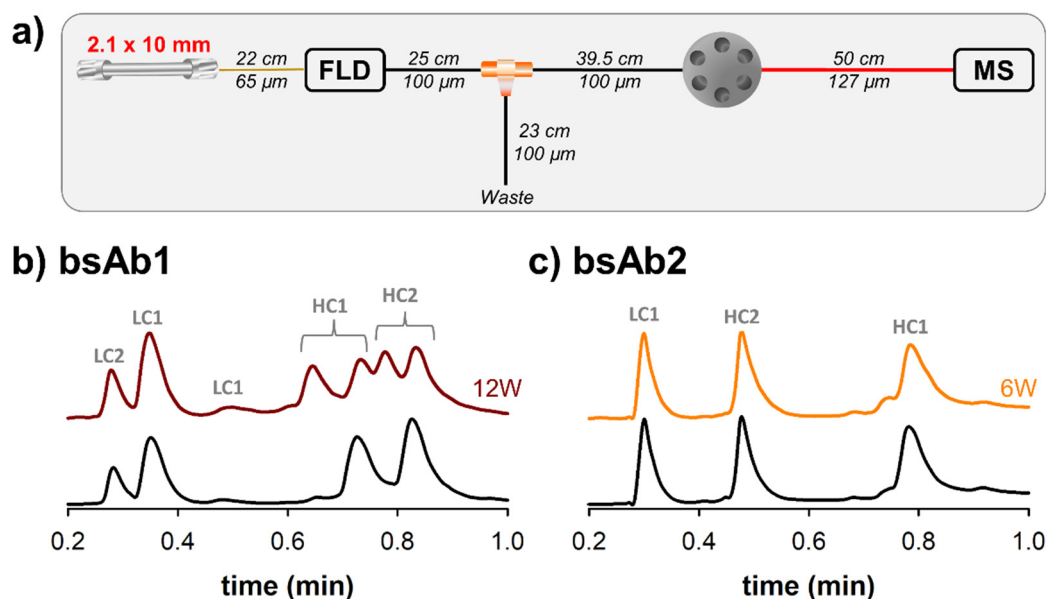 a)
2.1 x 10 mm
22 cm
65 µm
FLD
25 cm
100 µm
39.5 cm
100 µm
50 cm
127 µm
MS
23 cm
100 µm
Waste
b) bsAb1
LC2
LC1
LC1
HC1
HC2
12W
0.2 0.4 0.6 0.8 1.0
time (min)
c) bsAb2
LC1
HC2
HC1
6W
0.2 0.4 0.6 0.8 1.0
time (min)